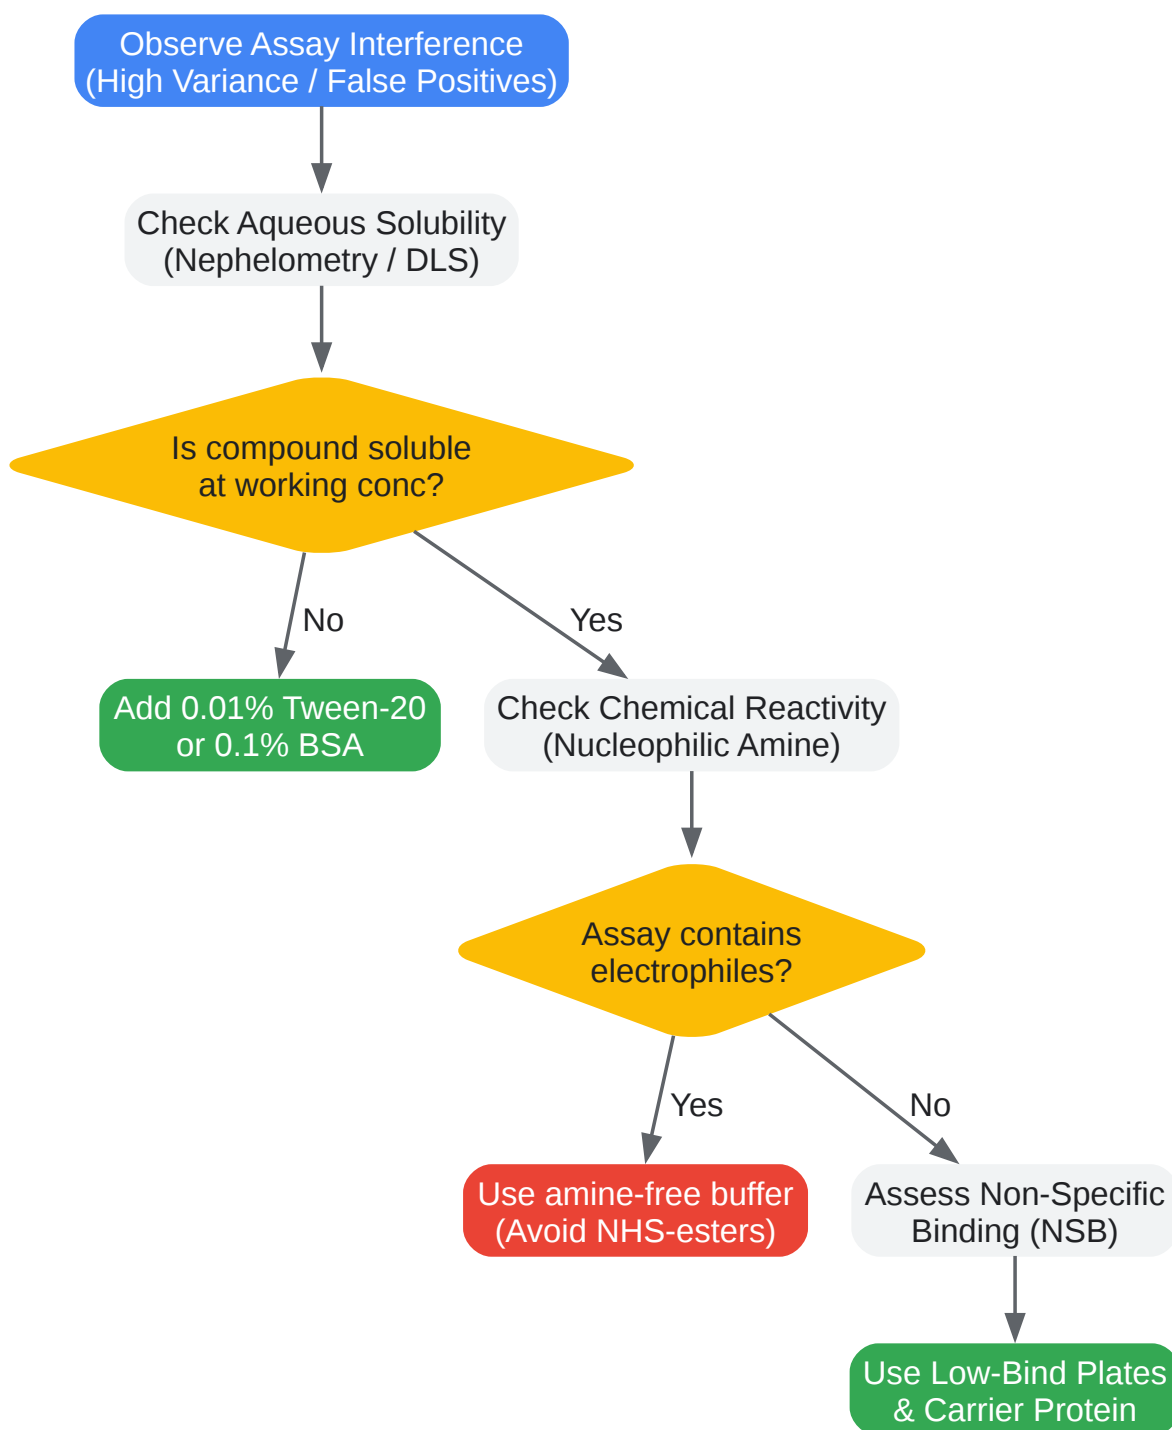 Observe Assay Interference
(High Variance / False Positives)
Check Aqueous Solubility
(Nephelometry / DLS)
Is compound soluble
at working conc?
No
Yes
Add 0.01% Tween-20
or 0.1% BSA
Check Chemical Reactivity
(Nucleophilic Amine)
Assay contains
electrophiles?
Yes
No
Use amine-free buffer
(Avoid NHS-esters)
Assess Non-Specific
Binding (NSB)
Use Low-Bind Plates
& Carrier Protein